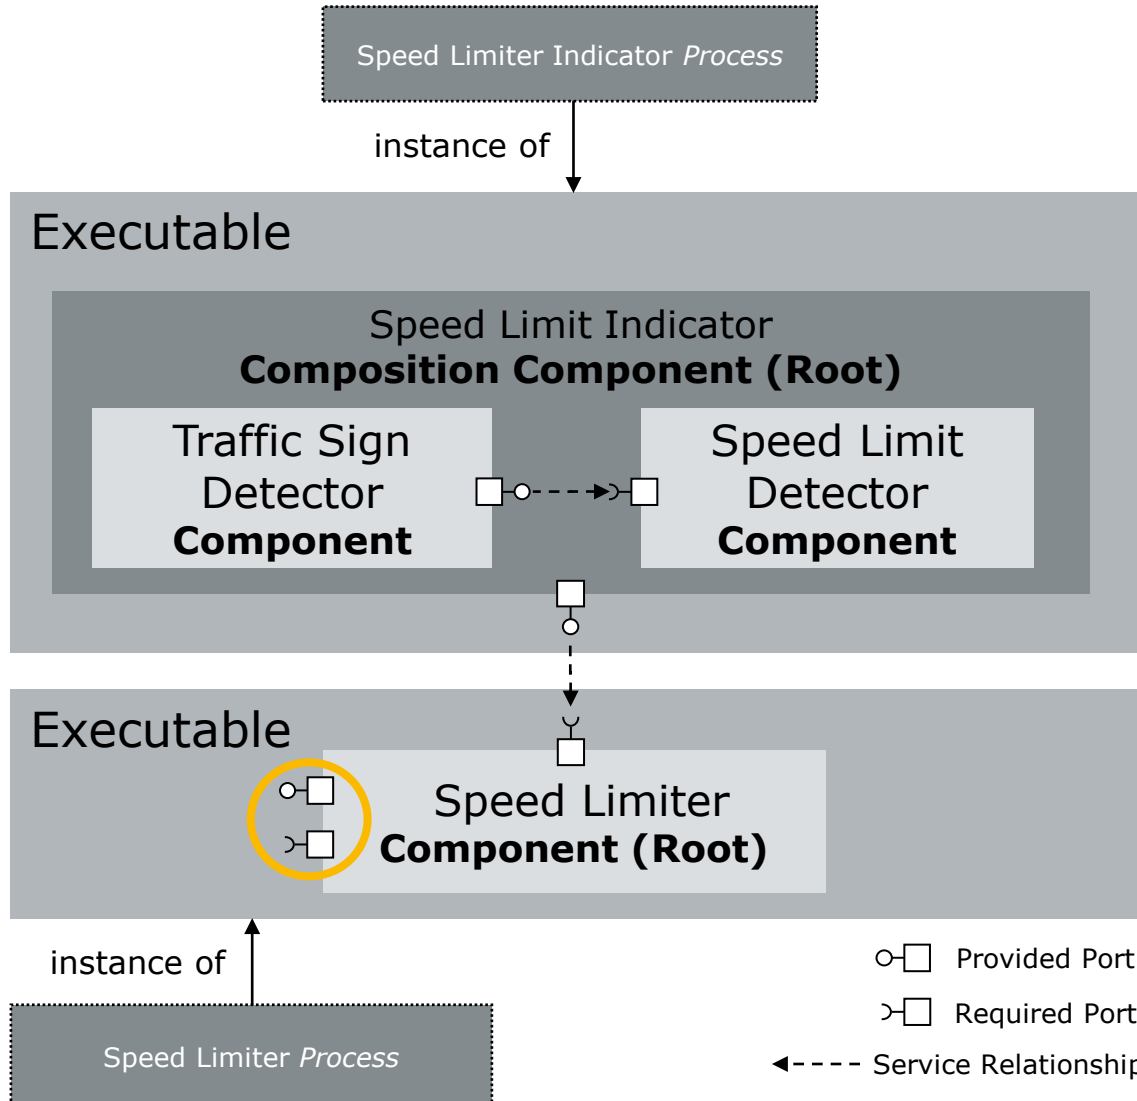 Speed Limiter Indicator Process
instance of
Executable
Speed Limit Indicator
Composition Component (Root)
Traffic Sign
Detector
Component
Speed Limit
Detector
Component
Executable
Speed Limiter
Component (Root)
instance of
Speed Limiter Process
Provided Port
Required Port
Service Relationship